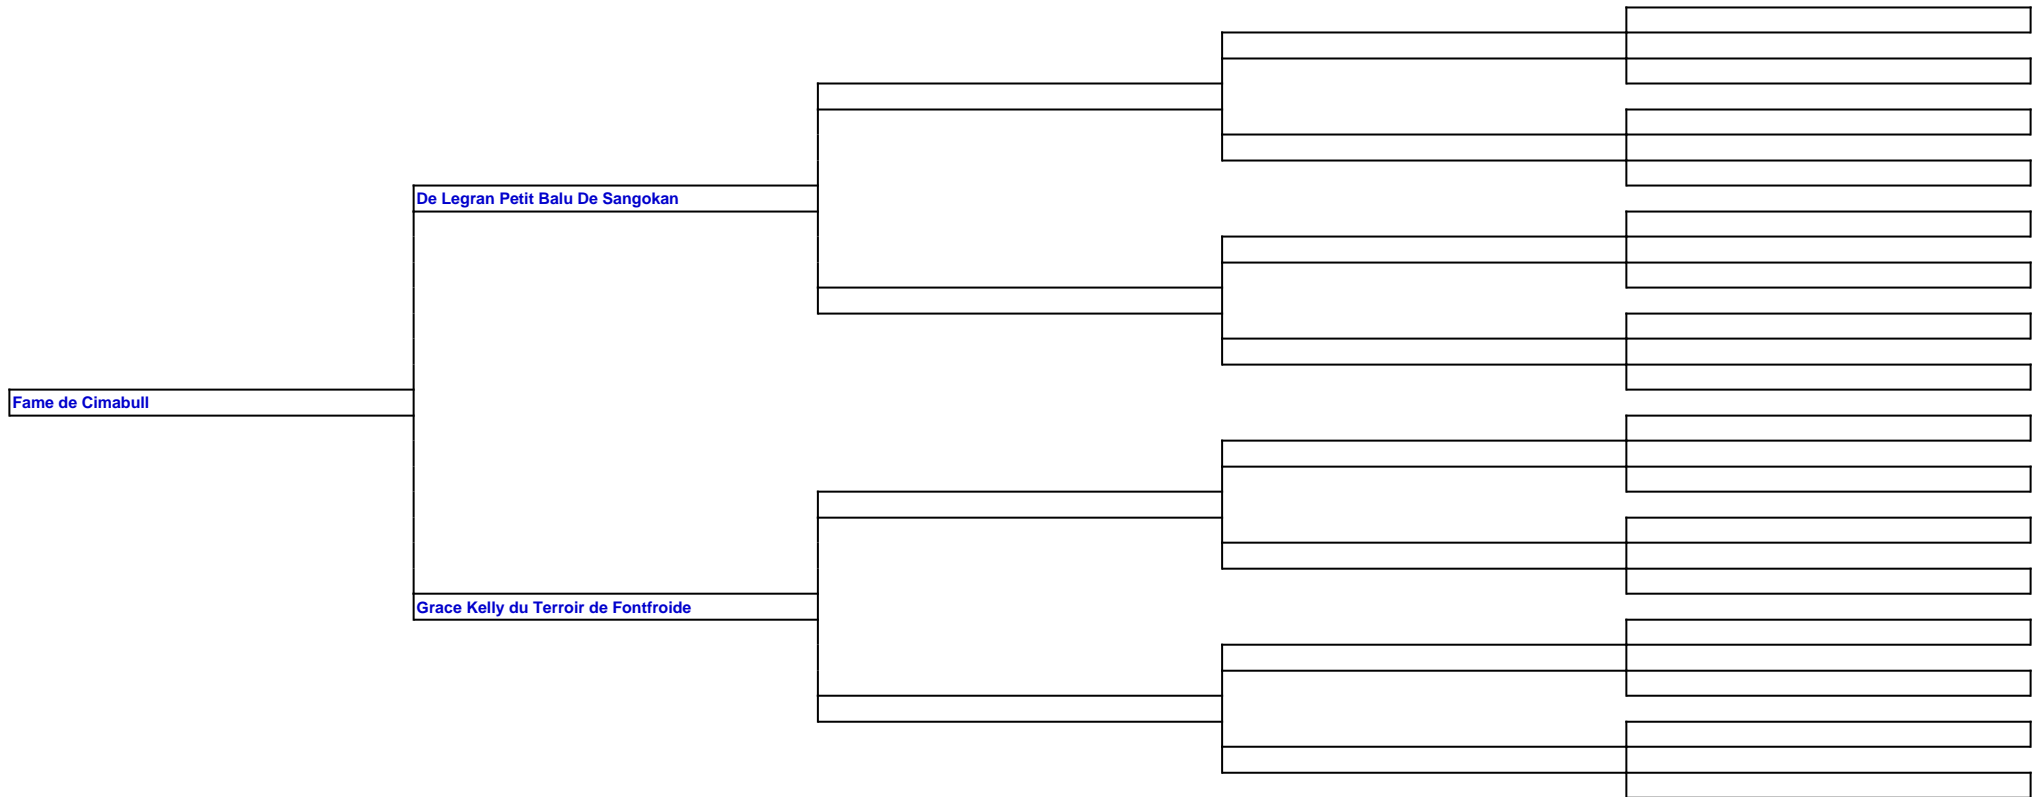 De Legran Petit Balu De Sangokan
Fame de Cimabull
Grace Kelly du Terroir de Fontfroide